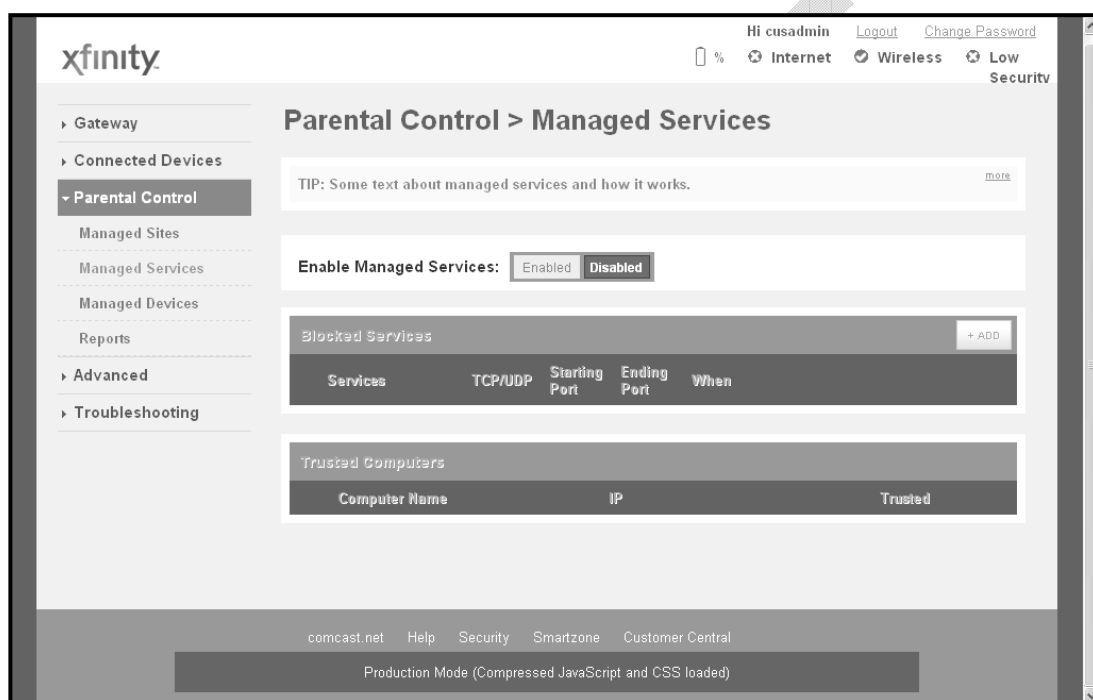 Hi cusadmin Logout Change Password
xfinity.
% Internet Wireless Low Security
Gateway
Connected Devices
Parental Control
Managed Sites
Managed Services
Managed Devices
Reports
Advanced
Troubleshooting
Parental Control > Managed Services
TIP: Some text about managed services and how it works. more
Enable Managed Services: Enabled Disabled
Blocked Services + ADD
Services TCP/UDP Starting Port Ending Port When
Trusted Computers
Computer Name IP Trusted
comcast.net Help Security Smartzone Customer Central
Production Mode (Compressed JavaScript and CSS loaded)